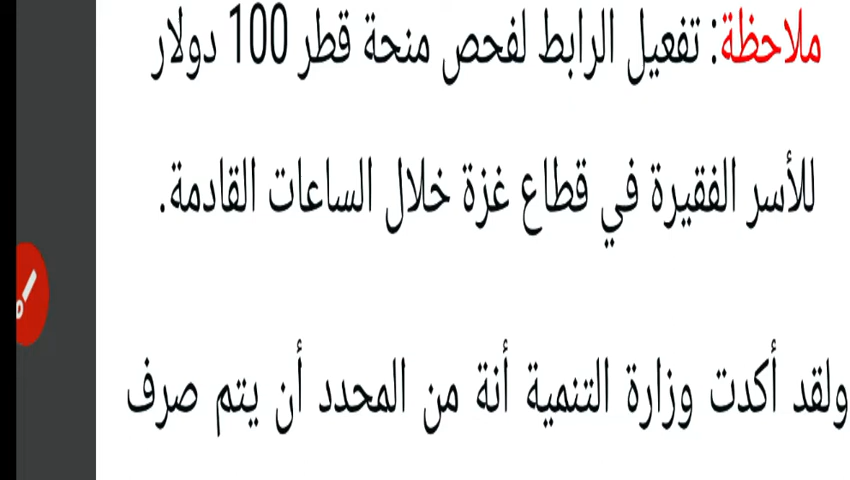 ملاحظة: تفعيل الرابط لفحص منحة قطر 100 دولار
للأسر الفقيرة في قطاع غزة خلال الساعات القادمة.
ولقد أكدت وزارة التنمية أنة من المحدد أن يتم صرف